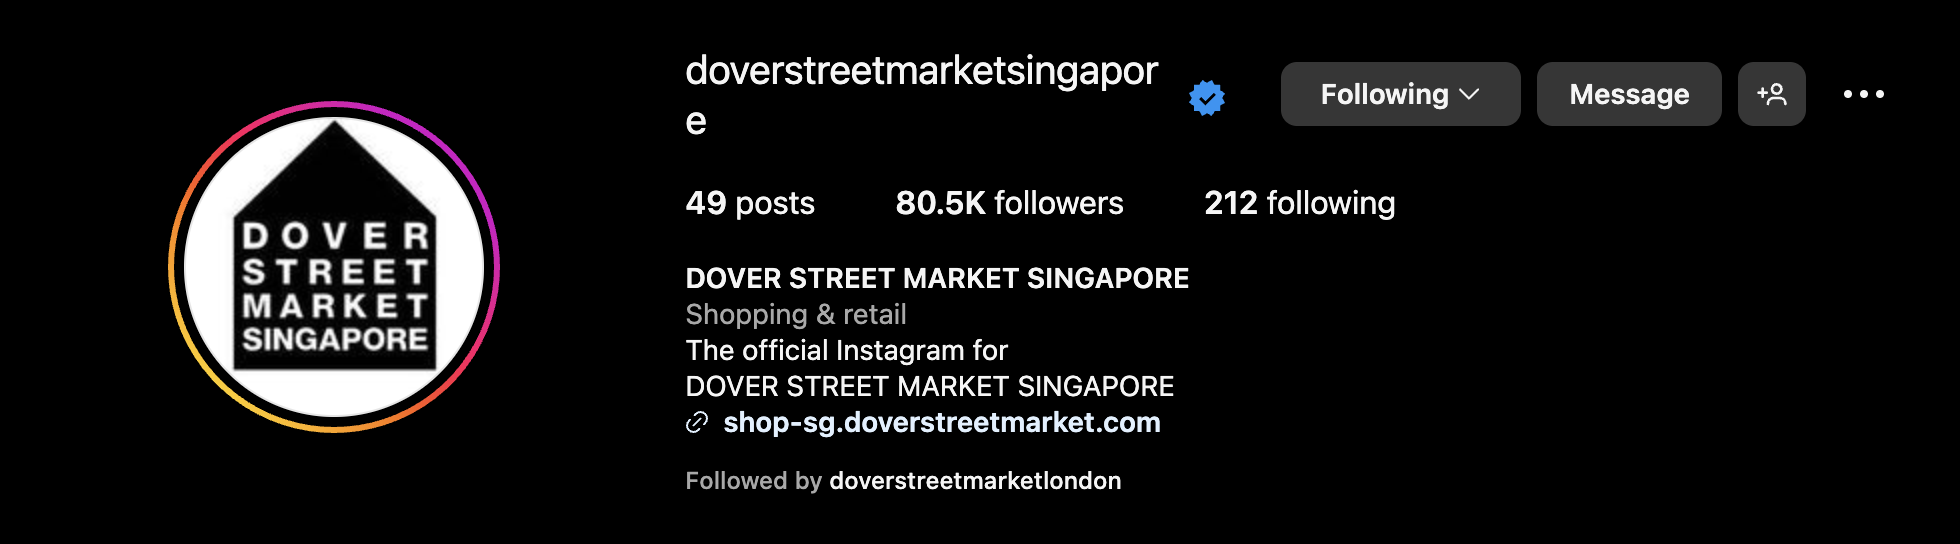 DOVER
STREET
MARKET
SINGAPORE
doverstreetmarketsingapor
e
Following
Message
49 posts
80.5K followers
212 following
DOVER STREET MARKET SINGAPORE
Shopping & retail
The official Instagram for
DOVER STREET MARKET SINGAPORE
shop-sg.doverstreetmarket.com
Followed by doverstreetmarketlondon